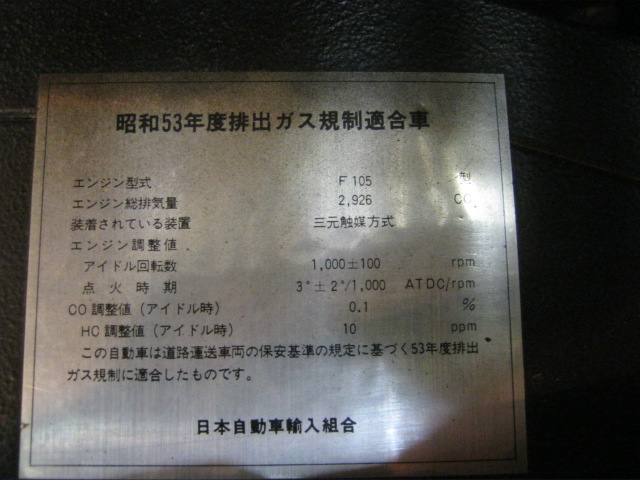 昭和53年度排出ガス規制適合車
エンジン型式 F 105 型
エンジン総排気量 2,926 CC
装着されている装置 三元触媒方式
エンジン調整値
アイドル回転数 1,000±100 rpm
点火時期 3°±2°/1,000 ATDC/rpm
CO調整値(アイドル時) 0.1 %
HC調整値(アイドル時) 10 ppm
この自動車は道路運送車両の保安基準の規定に基づく53年度排出
ガス規制に適合したものです。
日本自動車輸入組合